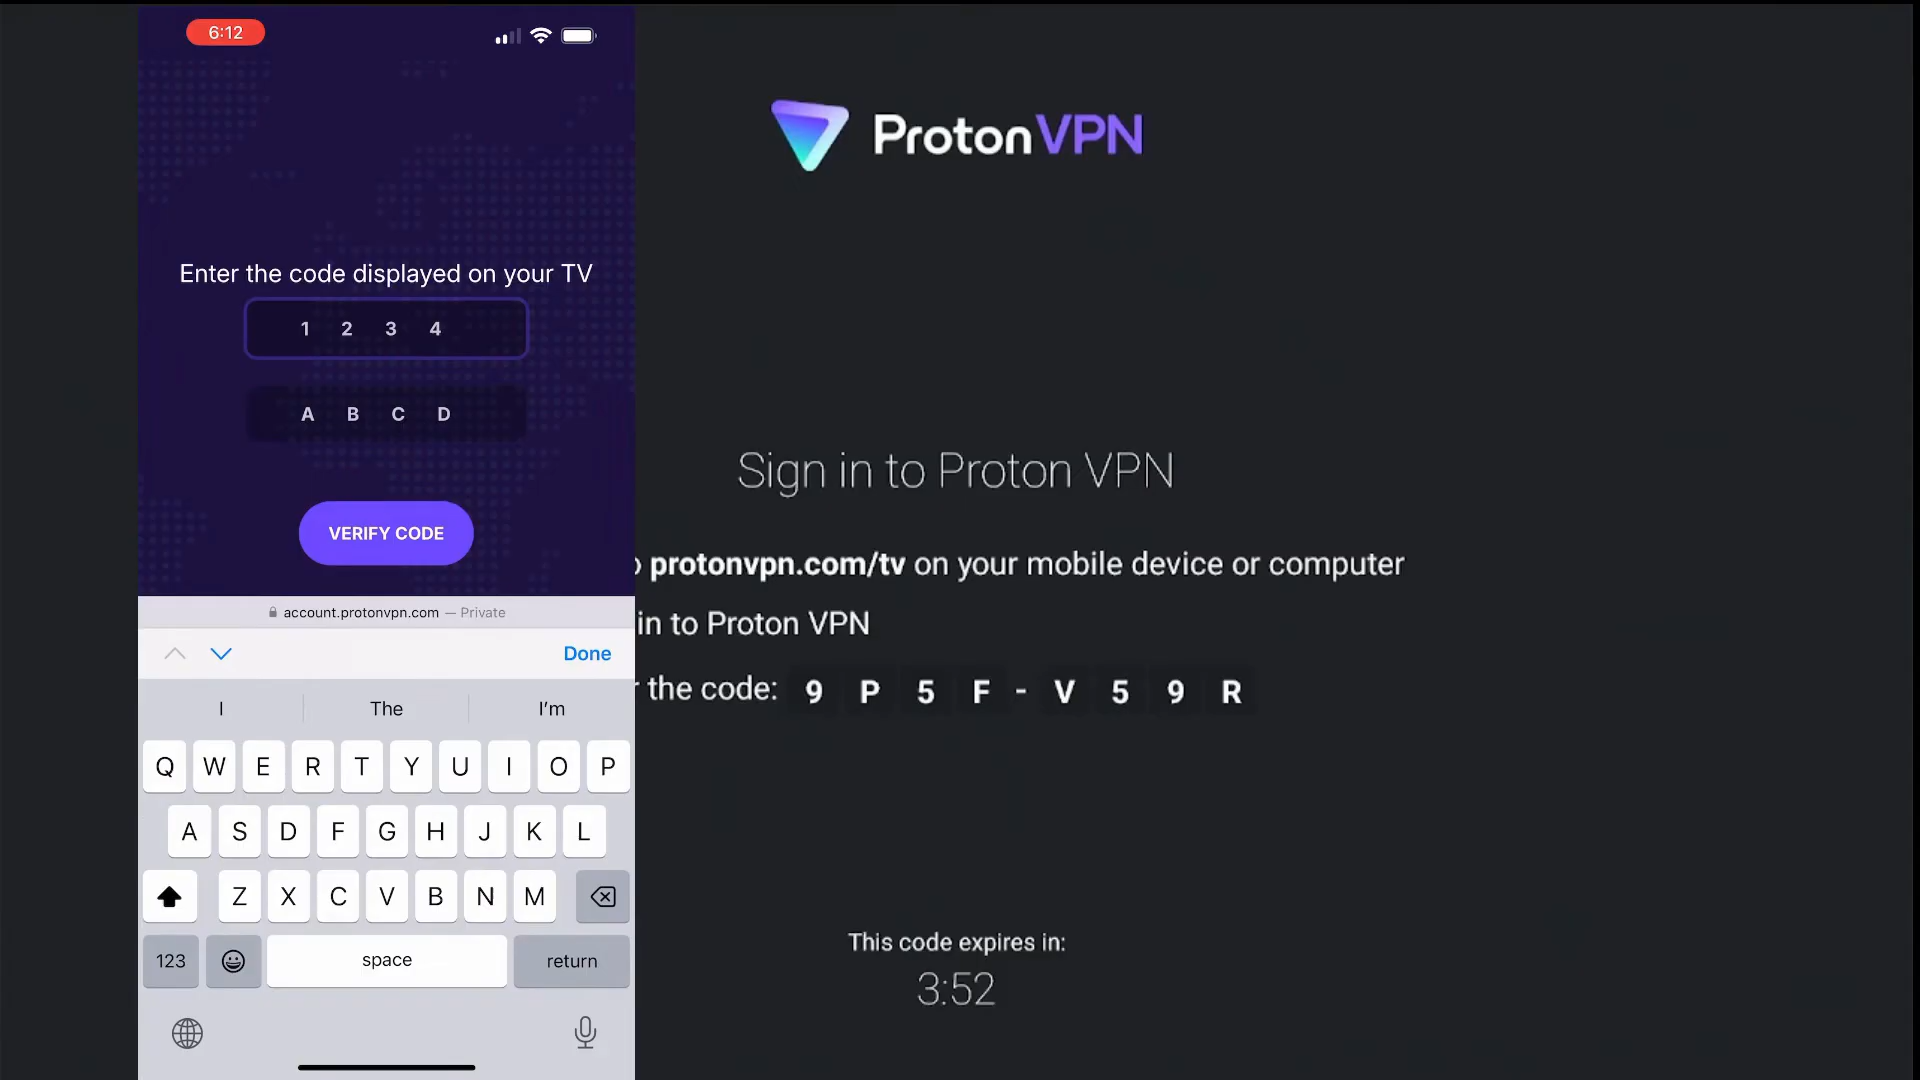 6:12
Enter the code displayed on your TV
1 2 3 4
A B C D
VERIFY CODE
account.protonvpn.com — Private
Done
I The I'm
Q W E R T Y U I O P
A S D F G H J K L
Z X C V B N M
123 space return
Proton VPN
Sign in to Proton VPN
protonvpn.com/tv on your mobile device or computer
in to Proton VPN
the code: 9 P 5 F - V 5 9 R
This code expires in:
3:52